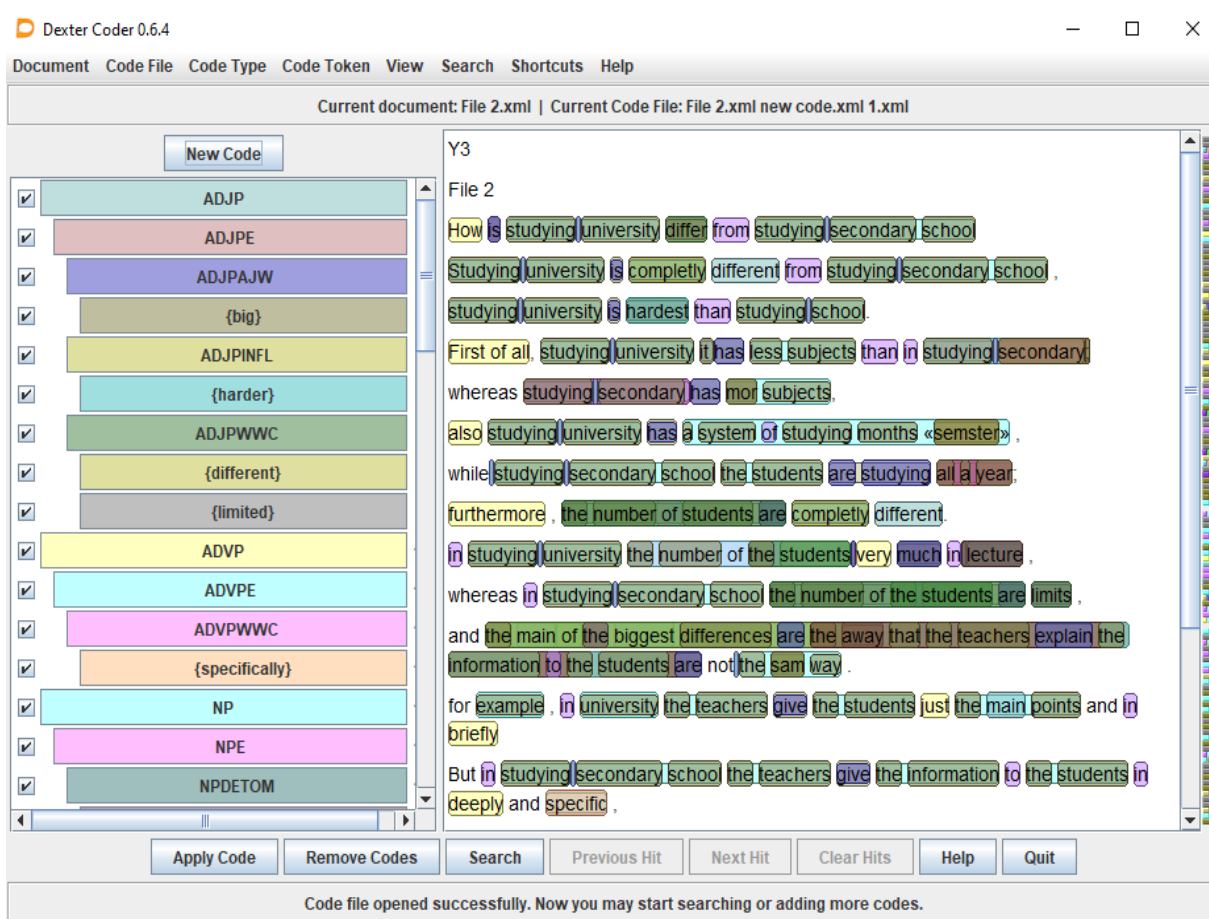 Dexter Coder 0.6.4
Document Code File Code Type Code Token View Search Shortcuts Help
Current document: File 2.xml | Current Code File: File 2.xml new code.xml 1.xml
New Code
ADJP
ADJPE
ADJPAJW
{big}
ADJPINFL
{harder}
ADJPWWC
{different}
{limited}
ADVP
ADVPE
ADVPWWC
{specifically}
NP
NPE
NPDETOM
Y3
File 2
How is studying university differ from studying secondary school
Studying university is completly different from studying secondary school ,
studying university is hardest than studying school.
First of all, studying university it has less subjects than in studying secondary;
whereas studying secondary has mor subjects,
also studying university has a system of studying months «semster» ,
while studying secondary school the students are studying all a year;
furthermore , the number of students are completly different.
in studying university the number of the students very much in lecture ,
whereas in studying secondary school the number of the students are limits ,
and the main of the biggest differences are the away that the teachers explain the
information to the students are not the sam way .
for example , in university the teachers give the students just the main points and in
briefly
But in studying secondary school the teachers give the information to the students in
deeply and specific ,
Apply Code Remove Codes Search Previous Hit Next Hit Clear Hits Help Quit
Code file opened successfully. Now you may start searching or adding more codes.